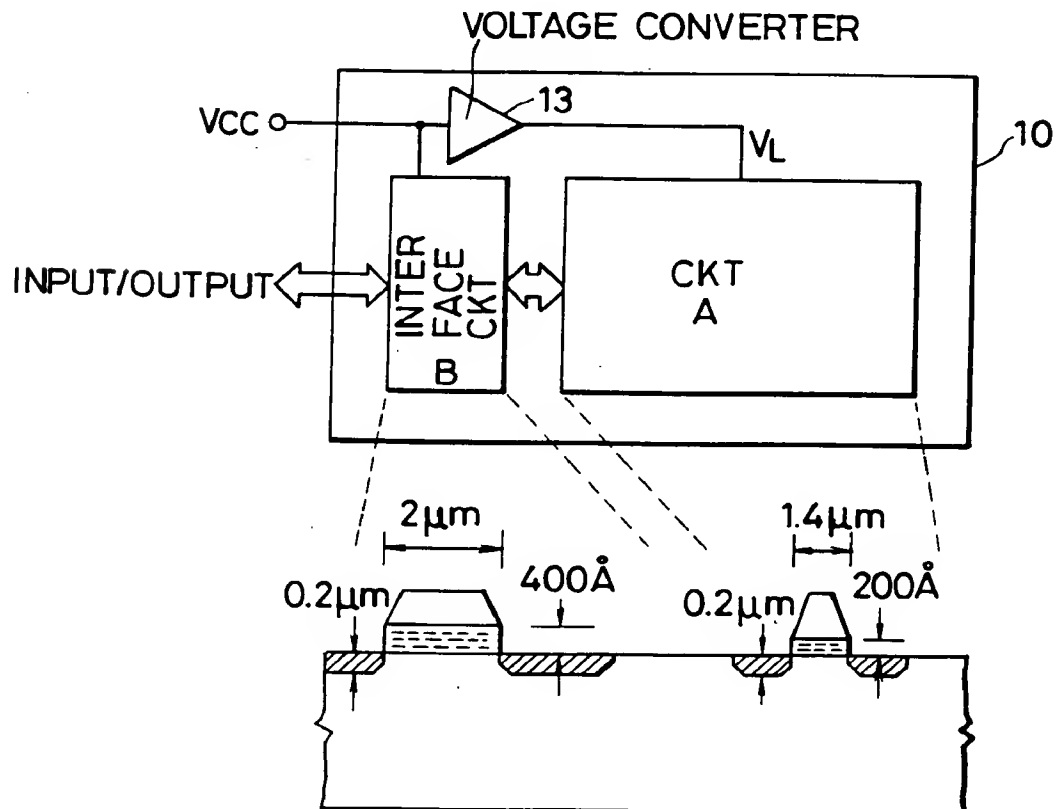 VOLTAGE CONVERTER
13
VCC
VL
10
INPUT/OUTPUT
INTER
FACE
CKT
B
CKT
A
2μm
1.4μm
0.2μm
400Å
0.2μm
200Å